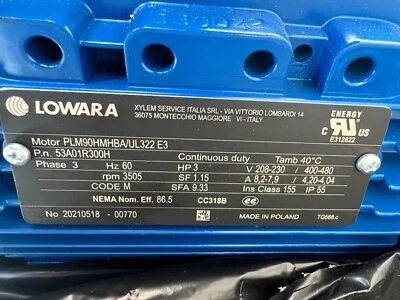 LOWARA
XYLEM SERVICE ITALIA SRL - VIA VITTORIO LOMBARDI 14
36075 MONTECCHIO MAGGIORE VI - ITALY
ENERGY
C US
E312622
Motor PLM90HMHBA/UL322 E3
P.n. 53A01R300H Continuous duty Tamb 40°C
Phase 3 Hz 60 HP 3 V 208-230 / 400-480
rpm 3505 SF 1.15 A 8,2-7,9 / 4,20-4,04
CODE M SFA 9.33 Ins Class 155 IP 55
NEMA Nom. Eff. 86.5 CC318B ee
No 20210518 - 00770 MADE IN POLAND TG568.c